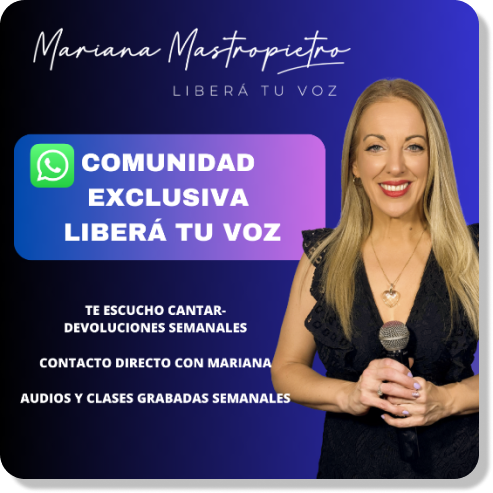 Mariana Mastropietro
LIBERÁ TU VOZ
COMUNIDAD
EXCLUSIVA
LIBERÁ TU VOZ
TE ESCUCHO CANTAR-
DEVOLUCIONES SEMANALES
CONTACTO DIRECTO CON MARIANA
AUDIOS Y CLASES GRABADAS SEMANALES